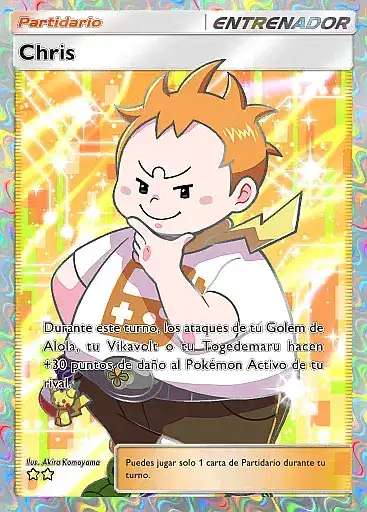 Partidario
ENTRENADOR
Chris
Durante este turno, los ataques de tu Golem de
Alola, tu Vikavolt o tu Togedemaru hacen
+30 puntos de daño al Pokémon Activo de tu
rival.
Ilus. Akira Komayama
Puedes jugar solo 1 carta de Partidario durante tu
turno.